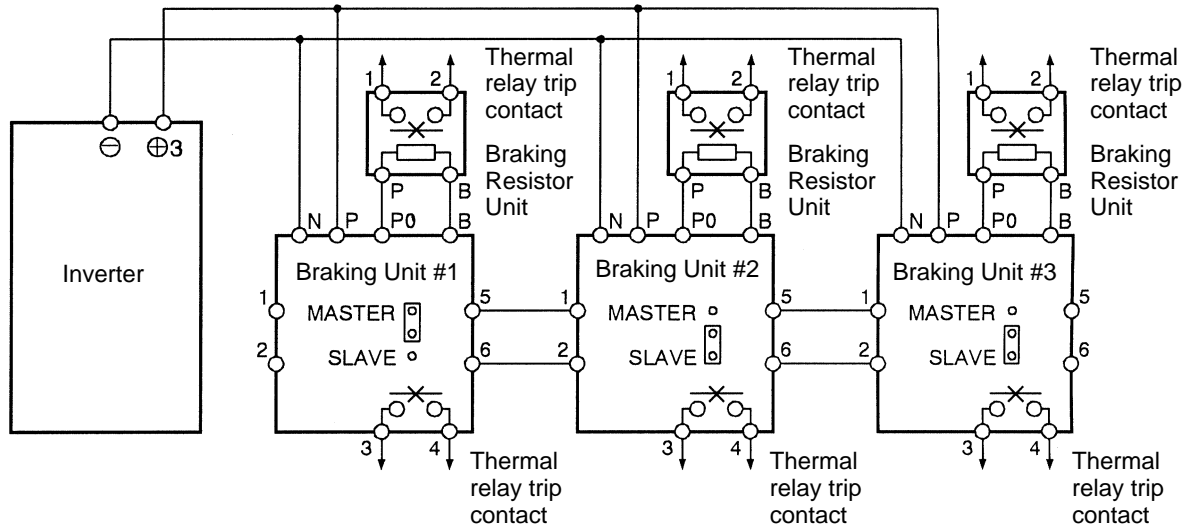 1 2 Thermal relay trip contact
P B Braking Resistor Unit
1 2 Thermal relay trip contact
P B Braking Resistor Unit
1 2 Thermal relay trip contact
P B Braking Resistor Unit
⊖ ⊕3
Inverter
N P P0 B
Braking Unit #1
1 MASTER 5
2 SLAVE 6
3 4
Thermal relay trip contact
N P P0 B
Braking Unit #2
1 MASTER 5
2 SLAVE 6
3 4
Thermal relay trip contact
N P P0 B
Braking Unit #3
1 MASTER 5
2 SLAVE 6
3 4
Thermal relay trip contact